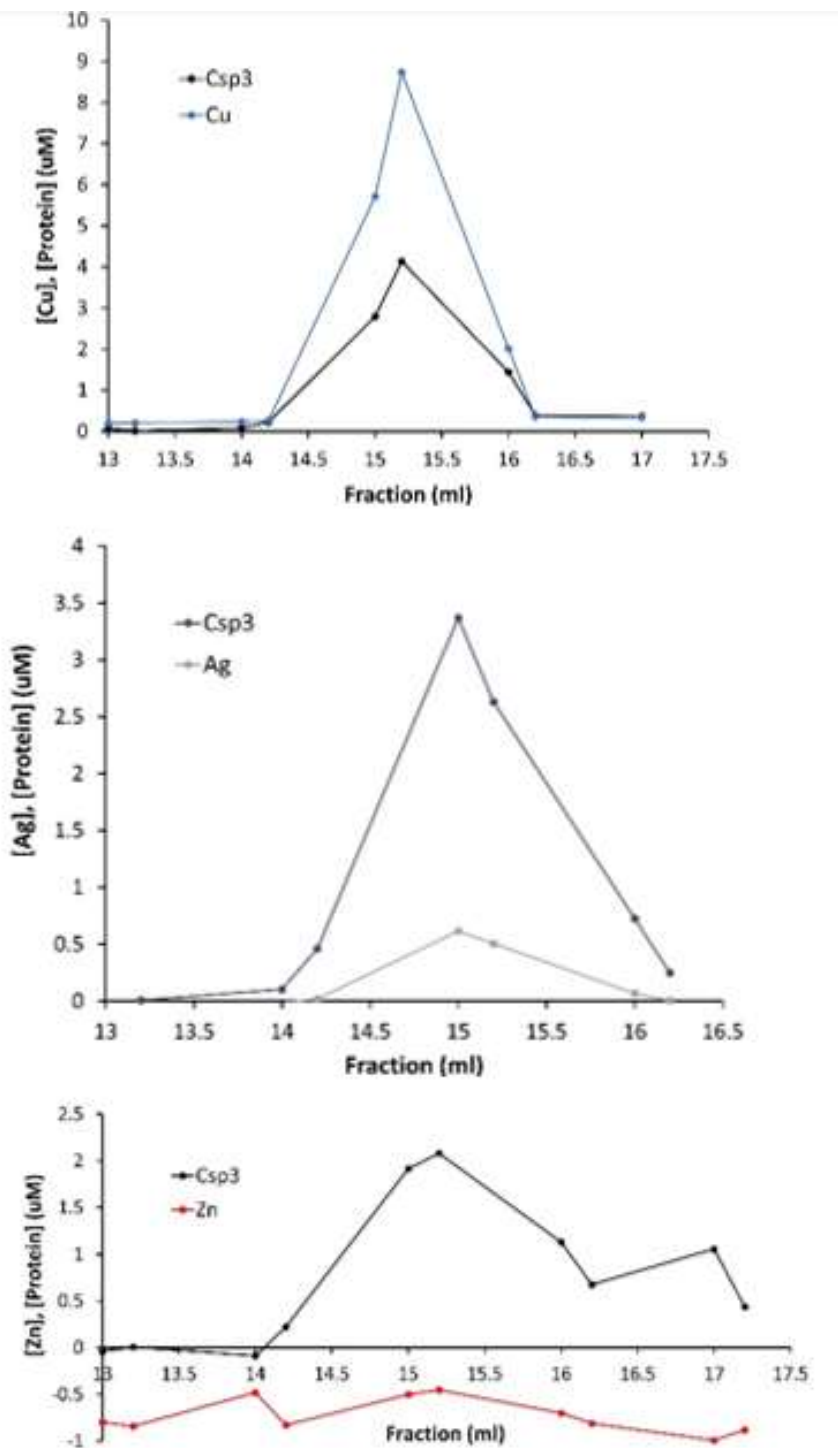 10
9
8
7
6
5
4
3
2
1
0
[Cu], [Protein] (uM)
Csp3
Cu
13 13.5 14 14.5 15 15.5 16 16.5 17 17.5
Fraction (ml)
4
3.5
3
2.5
2
1.5
1
0.5
0
[Ag], [Protein] (uM)
Csp3
Ag
13 13.5 14 14.5 15 15.5 16 16.5
Fraction (ml)
2.5
2
1.5
1
0.5
0
-0.5
-1
[Zn], [Protein] (uM)
Csp3
Zn
13 13.5 14 14.5 15 15.5 16 16.5 17 17.5
Fraction (ml)